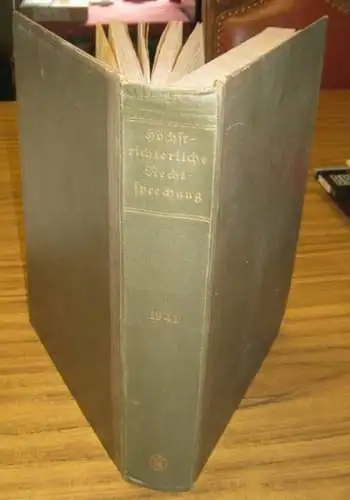 Höchst-
richterliche
Recht-
sprechung
1941